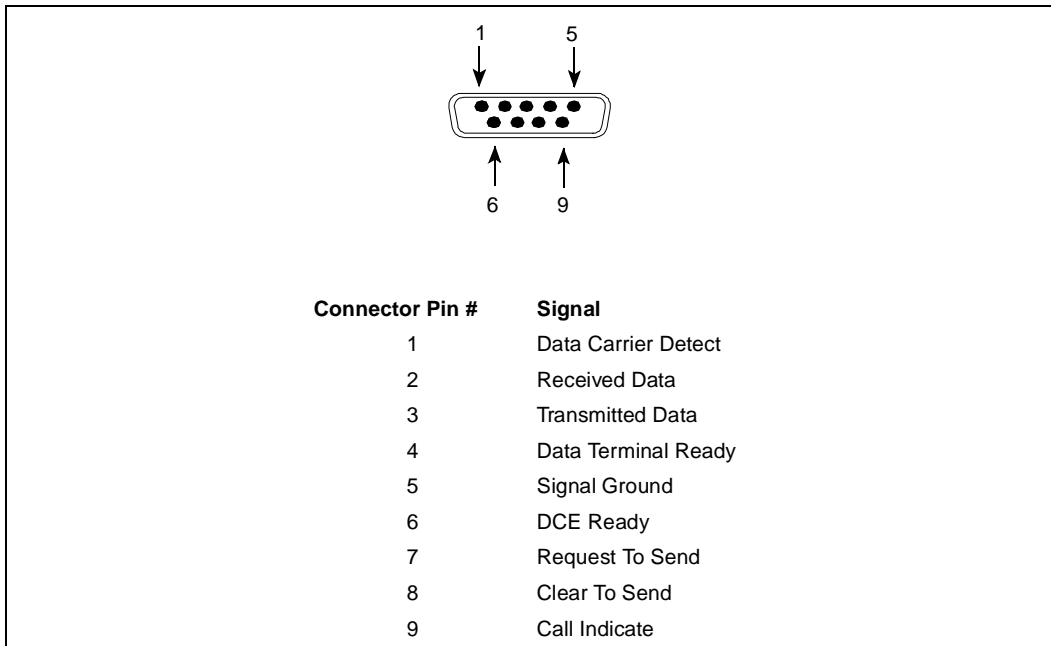 1 5
6 9
Connector Pin # Signal
1 Data Carrier Detect
2 Received Data
3 Transmitted Data
4 Data Terminal Ready
5 Signal Ground
6 DCE Ready
7 Request To Send
8 Clear To Send
9 Call Indicate